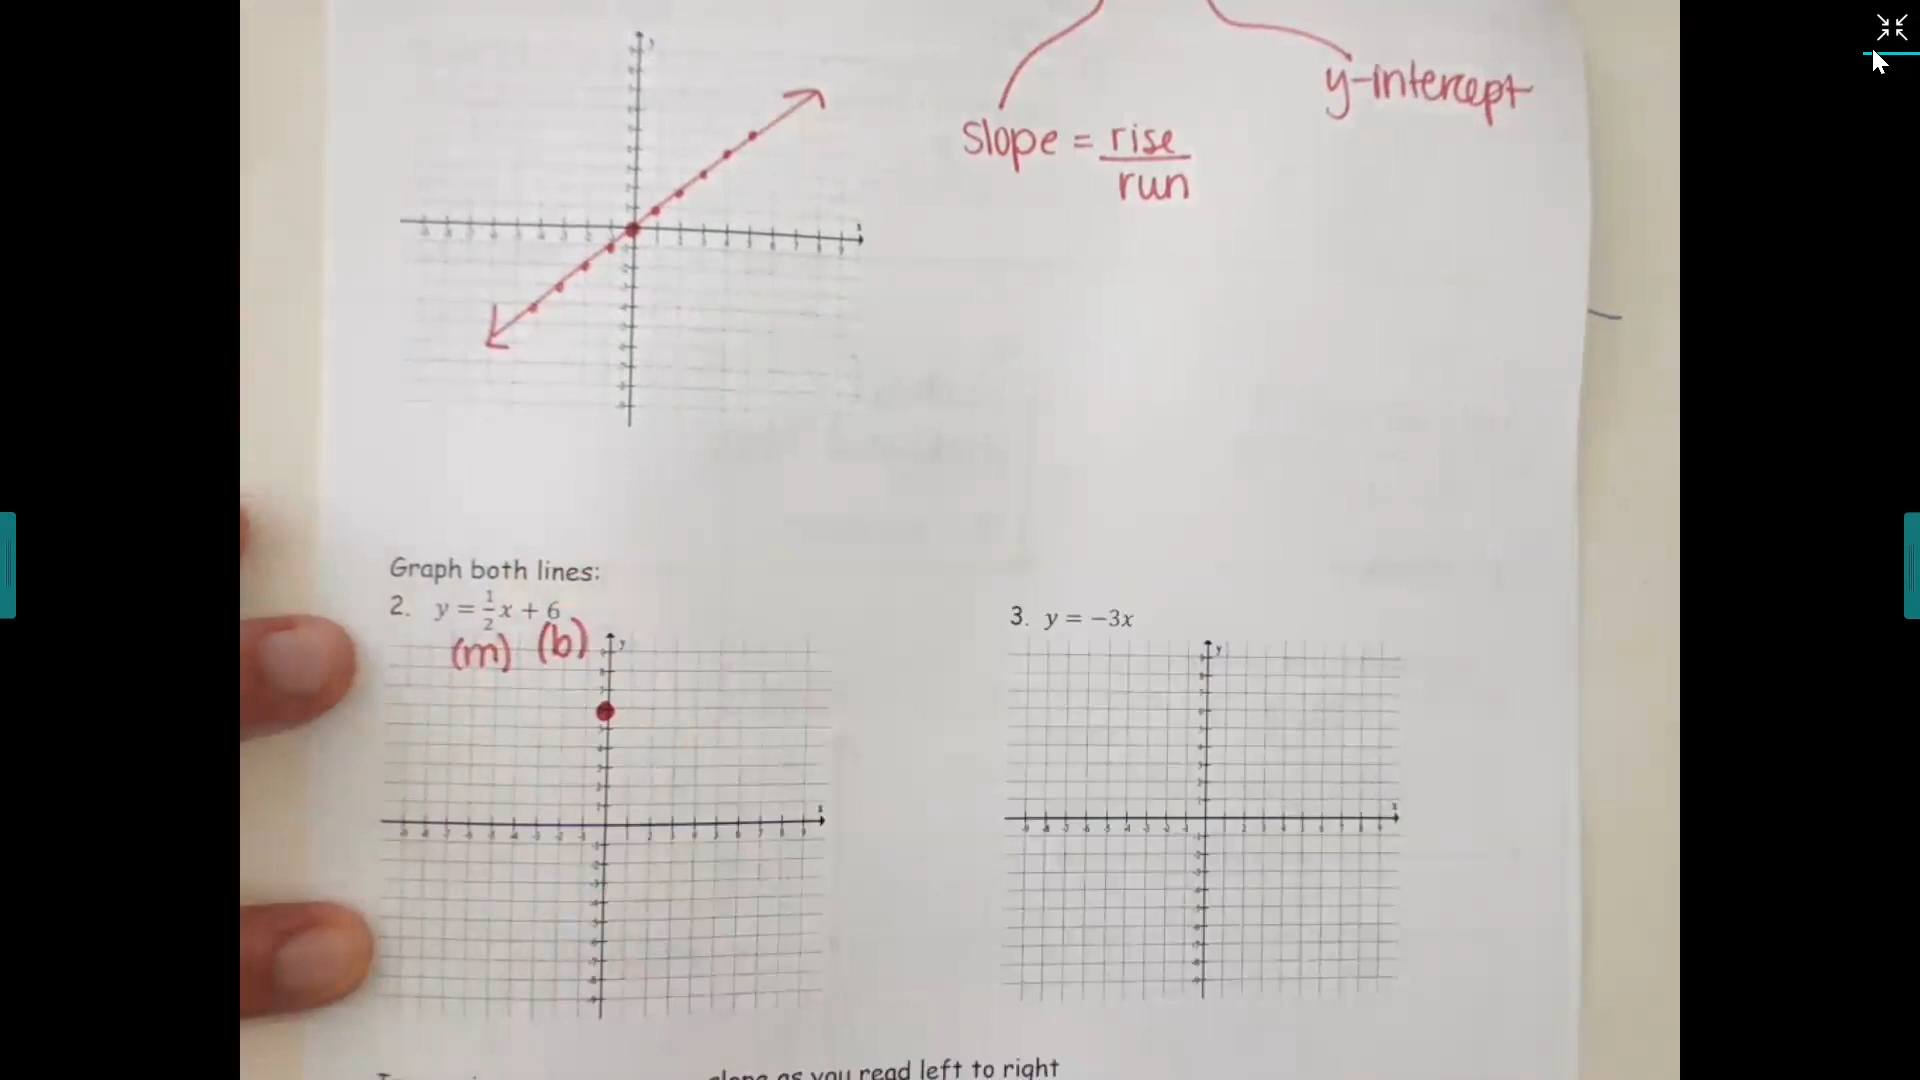 y-intercept
Slope = rise
run
Graph both lines:
2. y = 1/2 x + 6
(m) (b)
3. y = −3x
y
x
y
x
slope as you read left to right